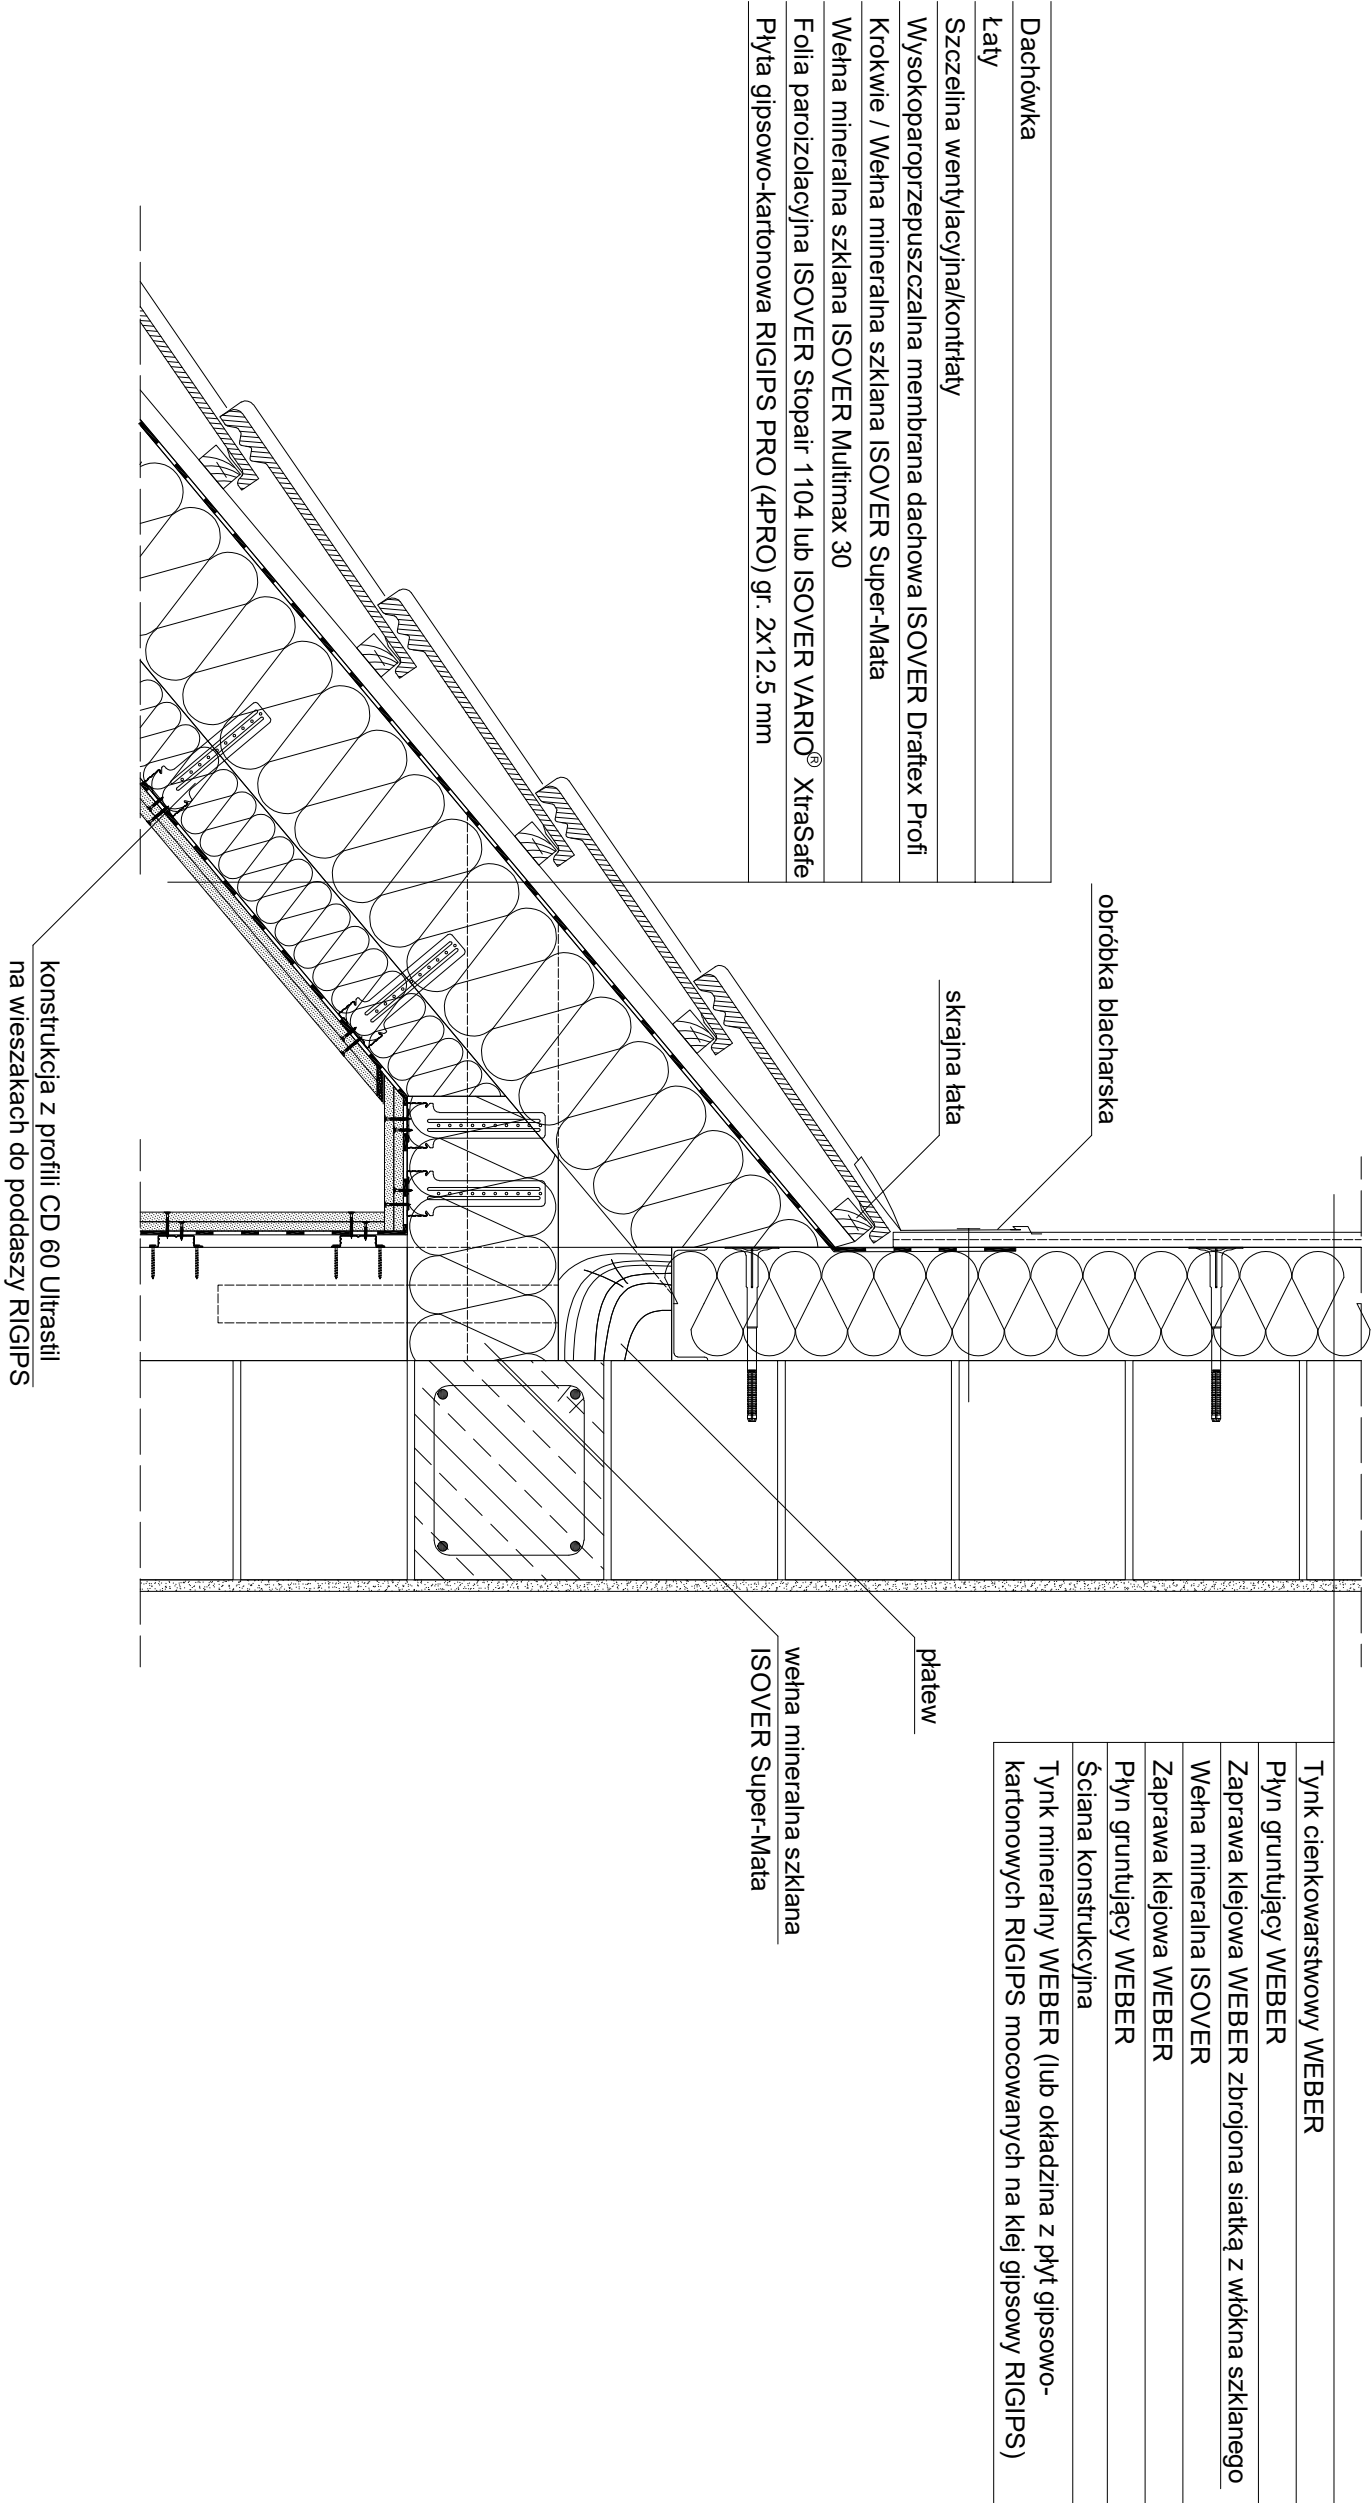 Dachówka
Łaty
Szczelina wentylacyjna/kontrłaty
Wysokoparoprzepuszczalna membrana dachowa ISOVER Draftex Profi
Krokwie / Wełna mineralna szklana ISOVER Super-Mata
Wełna mineralna szklana ISOVER Multimax 30
Folia paroizolacyjna ISOVER Stopair 1104 lub ISOVER VARIO® XtraSafe
Płyta gipsowo-kartonowa RIGIPS PRO (4PRO) gr. 2x12.5 mm
obróbka blacharska
skrajna łata
konstrukcja z profili CD 60 Ultrastil
na wieszakach do poddaszy RIGIPS
płatew
wełna mineralna szklana
ISOVER Super-Mata
Tynk cienkowarstwowy WEBER
Płyn gruntujący WEBER
Zaprawa klejowa WEBER zbrojona siatką z włókna szklanego
Wełna mineralna ISOVER
Zaprawa klejowa WEBER
Płyn gruntujący WEBER
Ściana konstrukcyjna
Tynk mineralny WEBER (lub okładzina z płyt gipsowo-
kartonowych RIGIPS mocowanych na klej gipsowy RIGIPS)